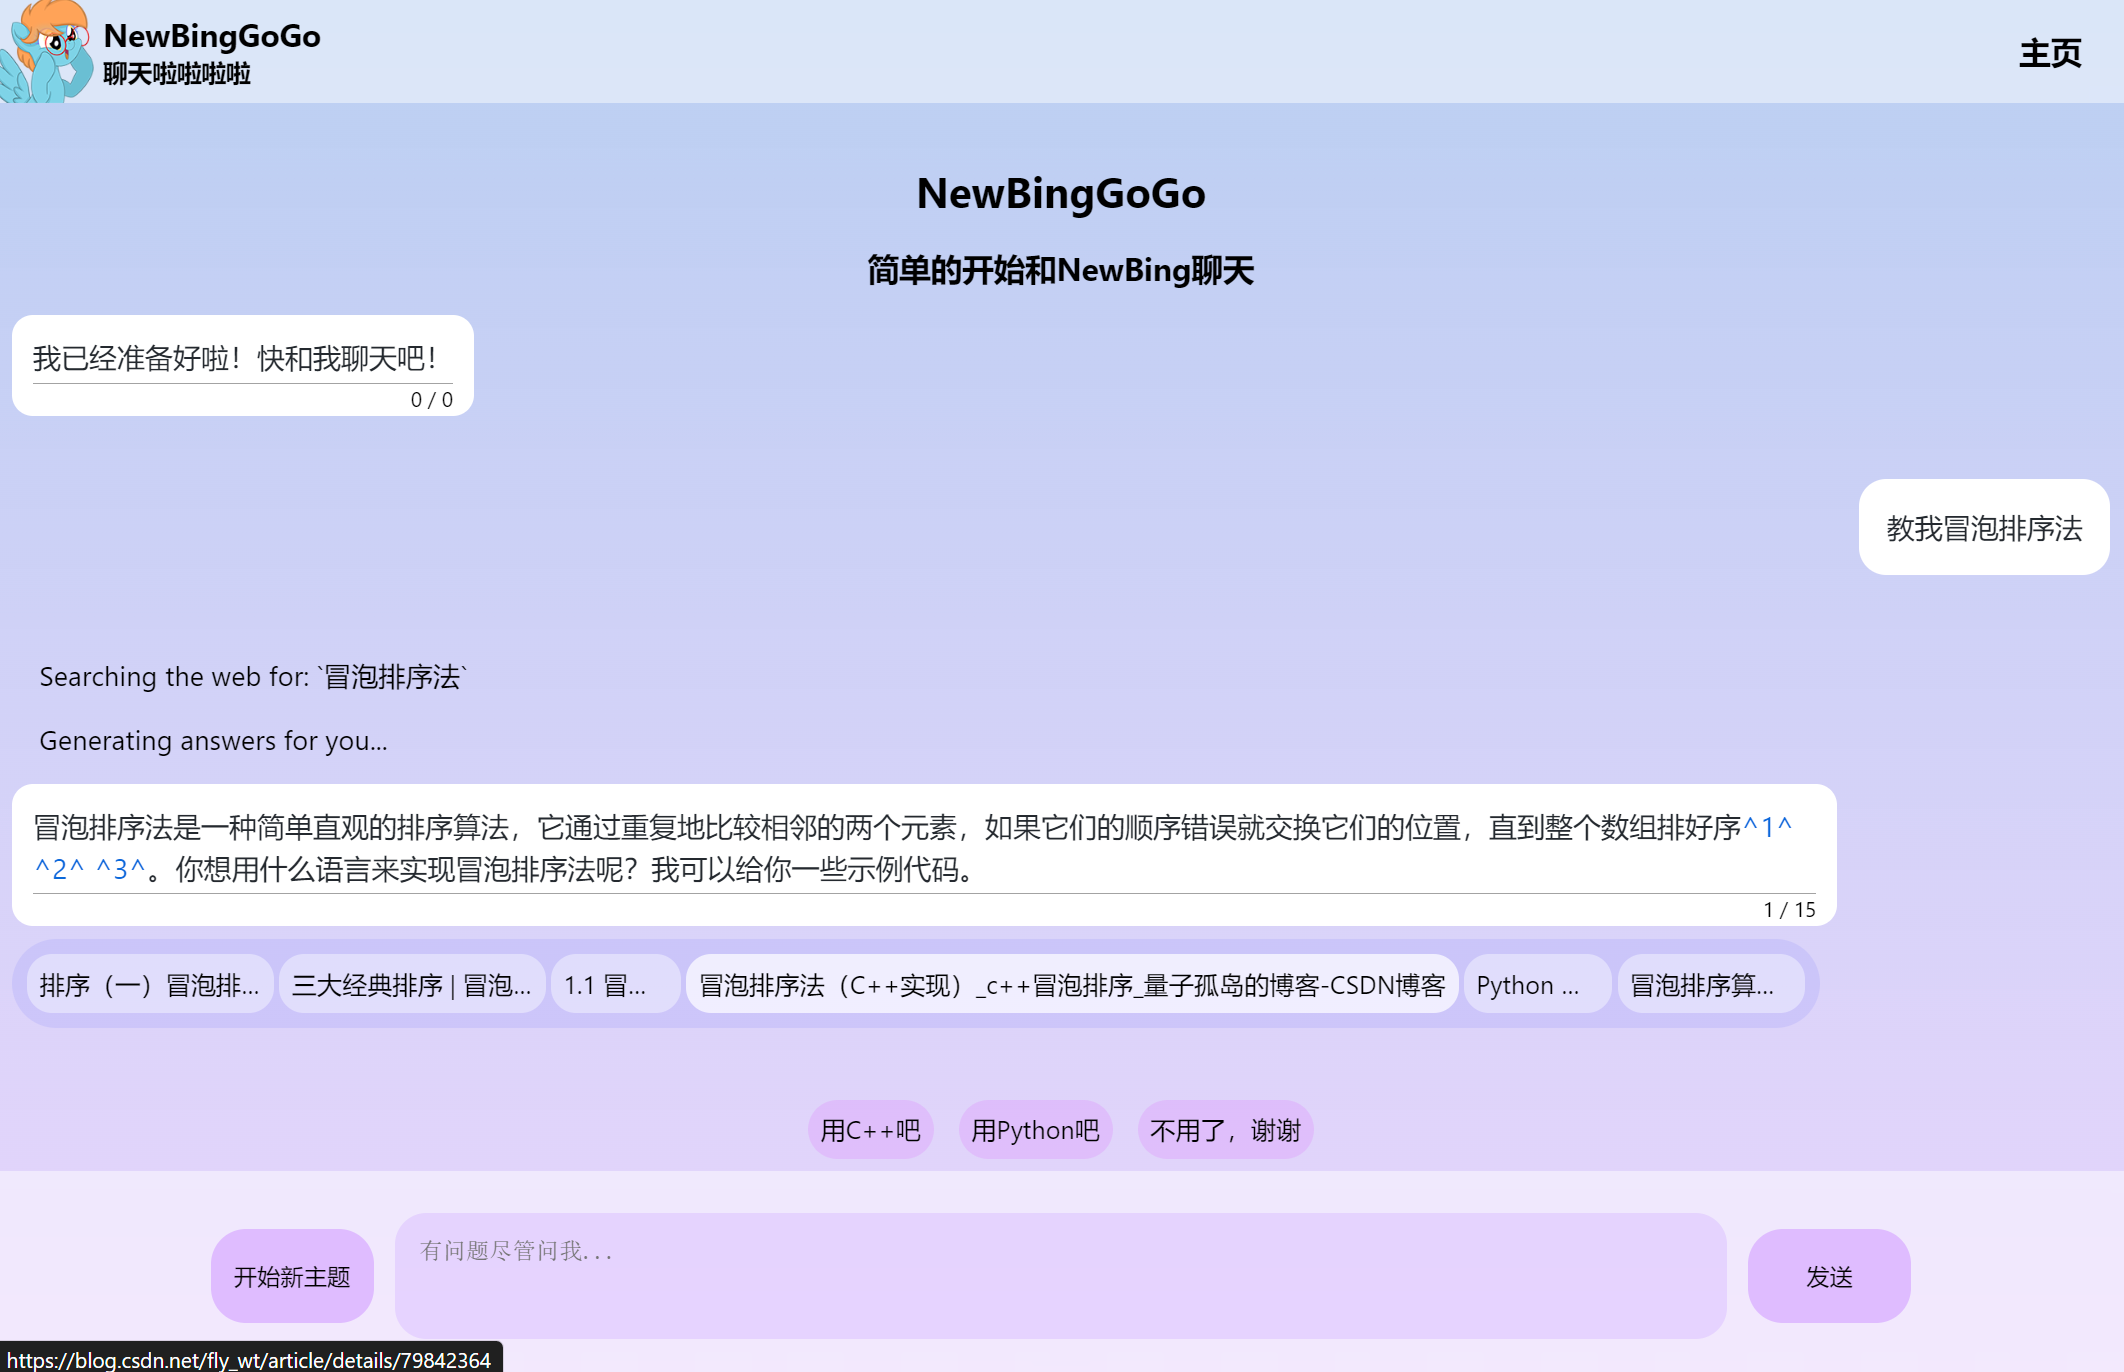 NewBingGoGo
聊天啦啦啦啦
主页
NewBingGoGo
简单的开始和NewBing聊天
我已经准备好啦！快和我聊天吧！
0 / 0
教我冒泡排序法
Searching the web for: `冒泡排序法`
Generating answers for you...
冒泡排序法是一种简单直观的排序算法，它通过重复地比较相邻的两个元素，如果它们的顺序错误就交换它们的位置，直到整个数组排好序^1^
^2^ ^3^。你想用什么语言来实现冒泡排序法呢？我可以给你一些示例代码。
1 / 15
排序（一）冒泡排...
三大经典排序 | 冒泡...
1.1 冒...
冒泡排序法（C++实现）_c++冒泡排序_量子孤岛的博客-CSDN博客
Python ...
冒泡排序算...
用C++吧
用Python吧
不用了，谢谢
开始新主题
有问题尽管问我...
发送
https://blog.csdn.net/fly_wt/article/details/79842364